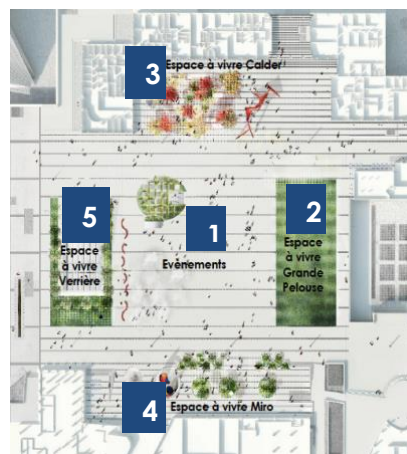 3
Espace à vivre Calder
5
Espace
à vivre
Verrière
1
Evènements
2
Espace
à vivre
Grande
Pelouse
4
Espace à vivre Miro